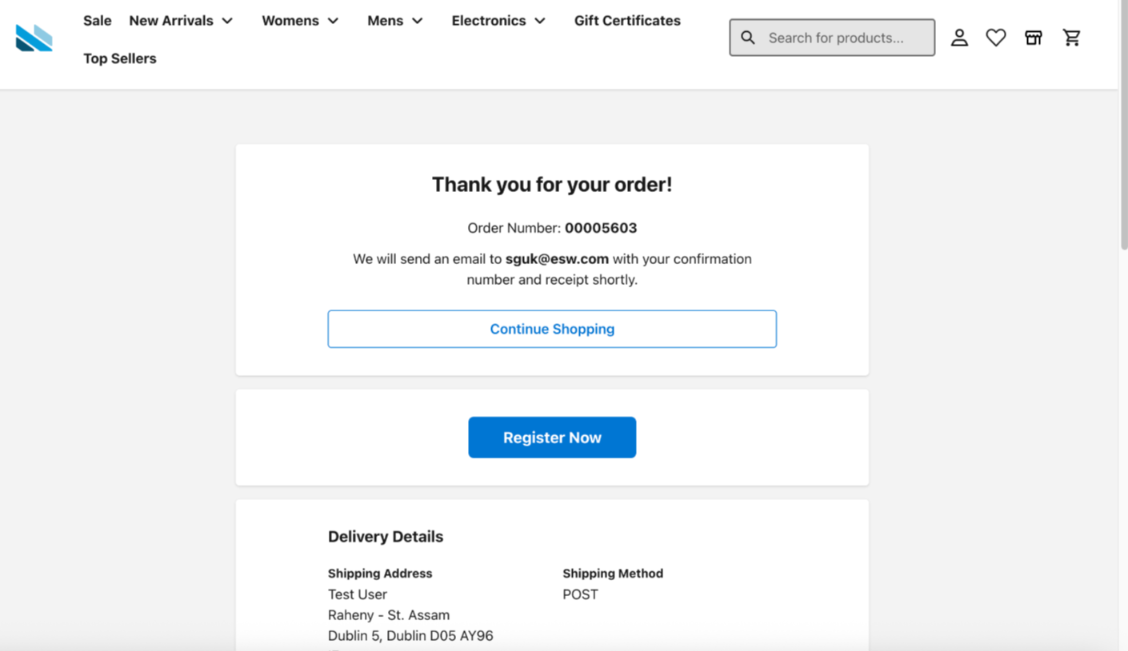 Sale New Arrivals Womens Mens Electronics Gift Certificates
Top Sellers
Search for products...
Thank you for your order!
Order Number: 00005603
We will send an email to sguk@esw.com with your confirmation
number and receipt shortly.
Continue Shopping
Register Now
Delivery Details
Shipping Address
Test User
Raheny - St. Assam
Dublin 5, Dublin D05 AY96
Shipping Method
POST